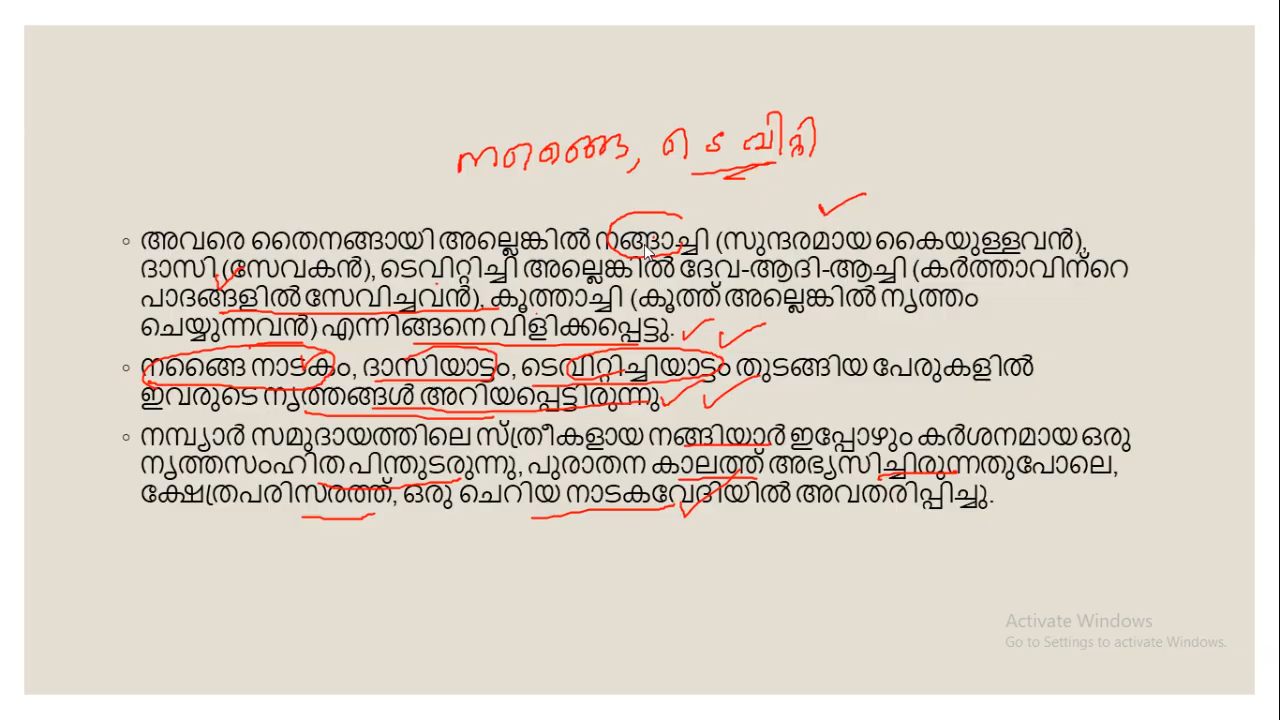 നങ്ങൈ, ടെവിറ്റി
അവരെ തൈനങ്ങായി അല്ലെങ്കിൽ നങ്ങാച്ചി (സുന്ദരമായ കൈയുള്ളവൻ),
ദാസി (സേവകൻ), ടെവിറ്റിച്ചി അല്ലെങ്കിൽ ദേവ-ആദി-ആച്ചി (കർത്താവിന്റെ
പാദങ്ങളിൽ സേവിച്ചവൻ), കൂത്താച്ചി (കൂത്ത് അല്ലെങ്കിൽ നൃത്തം
ചെയ്യുന്നവൻ) എന്നിങ്ങനെ വിളിക്കപ്പെട്ടു.
നങ്ങൈ നാടകം, ദാസിയാട്ടം, ടെവിറ്റിച്ചിയാട്ടം തുടങ്ങിയ പേരുകളിൽ
ഇവരുടെ നൃത്തങ്ങൾ അറിയപ്പെട്ടിരുന്നു.
നമ്പ്യാർ സമുദായത്തിലെ സ്ത്രീകളായ നങ്ങിയാർ ഇപ്പോഴും കർശനമായ ഒരു
നൃത്തസംഹിത പിന്തുടരുന്നു, പുരാതന കാലത്ത് അഭ്യസിച്ചിരുന്നതുപോലെ,
ക്ഷേത്രപരിസരത്ത്, ഒരു ചെറിയ നാടകവേദിയിൽ അവതരിപ്പിച്ചു.
Activate Windows
Go to Settings to activate Windows.